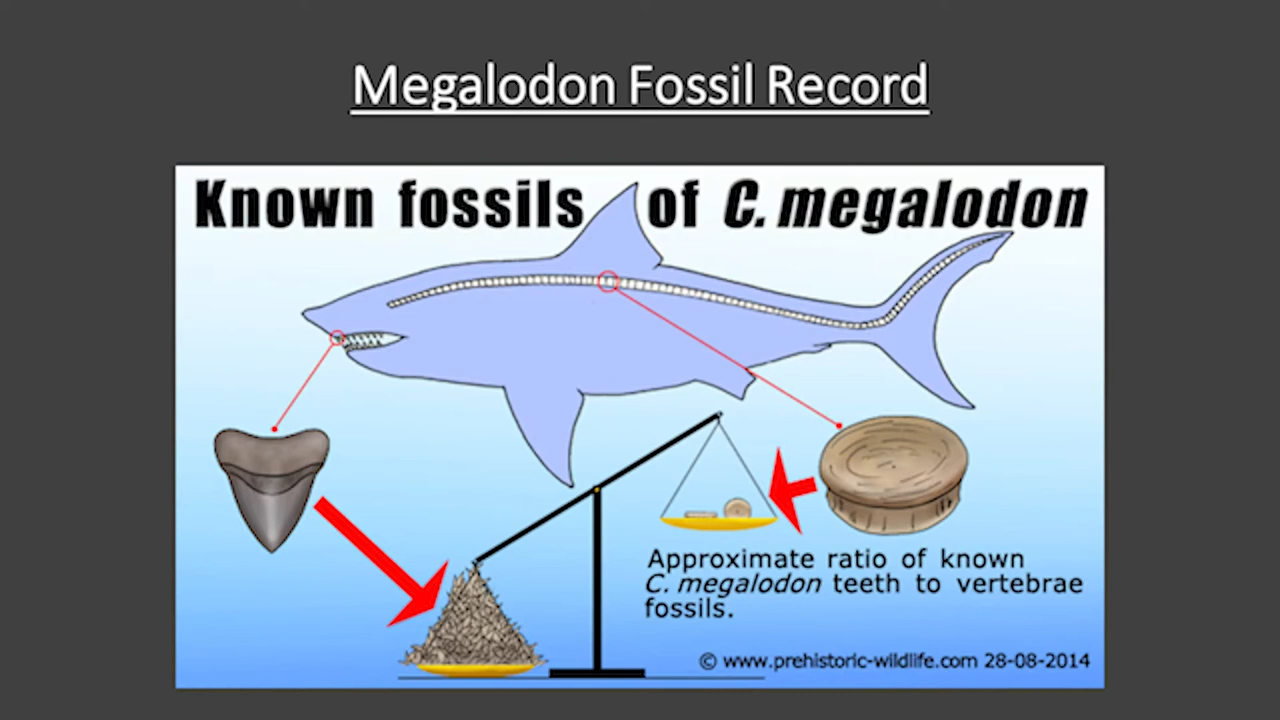 Megalodon Fossil Record
Known fossils of C. megalodon
Approximate ratio of known
C. megalodon teeth to vertebrae
fossils.
© www.prehistoric-wildlife.com 28-08-2014